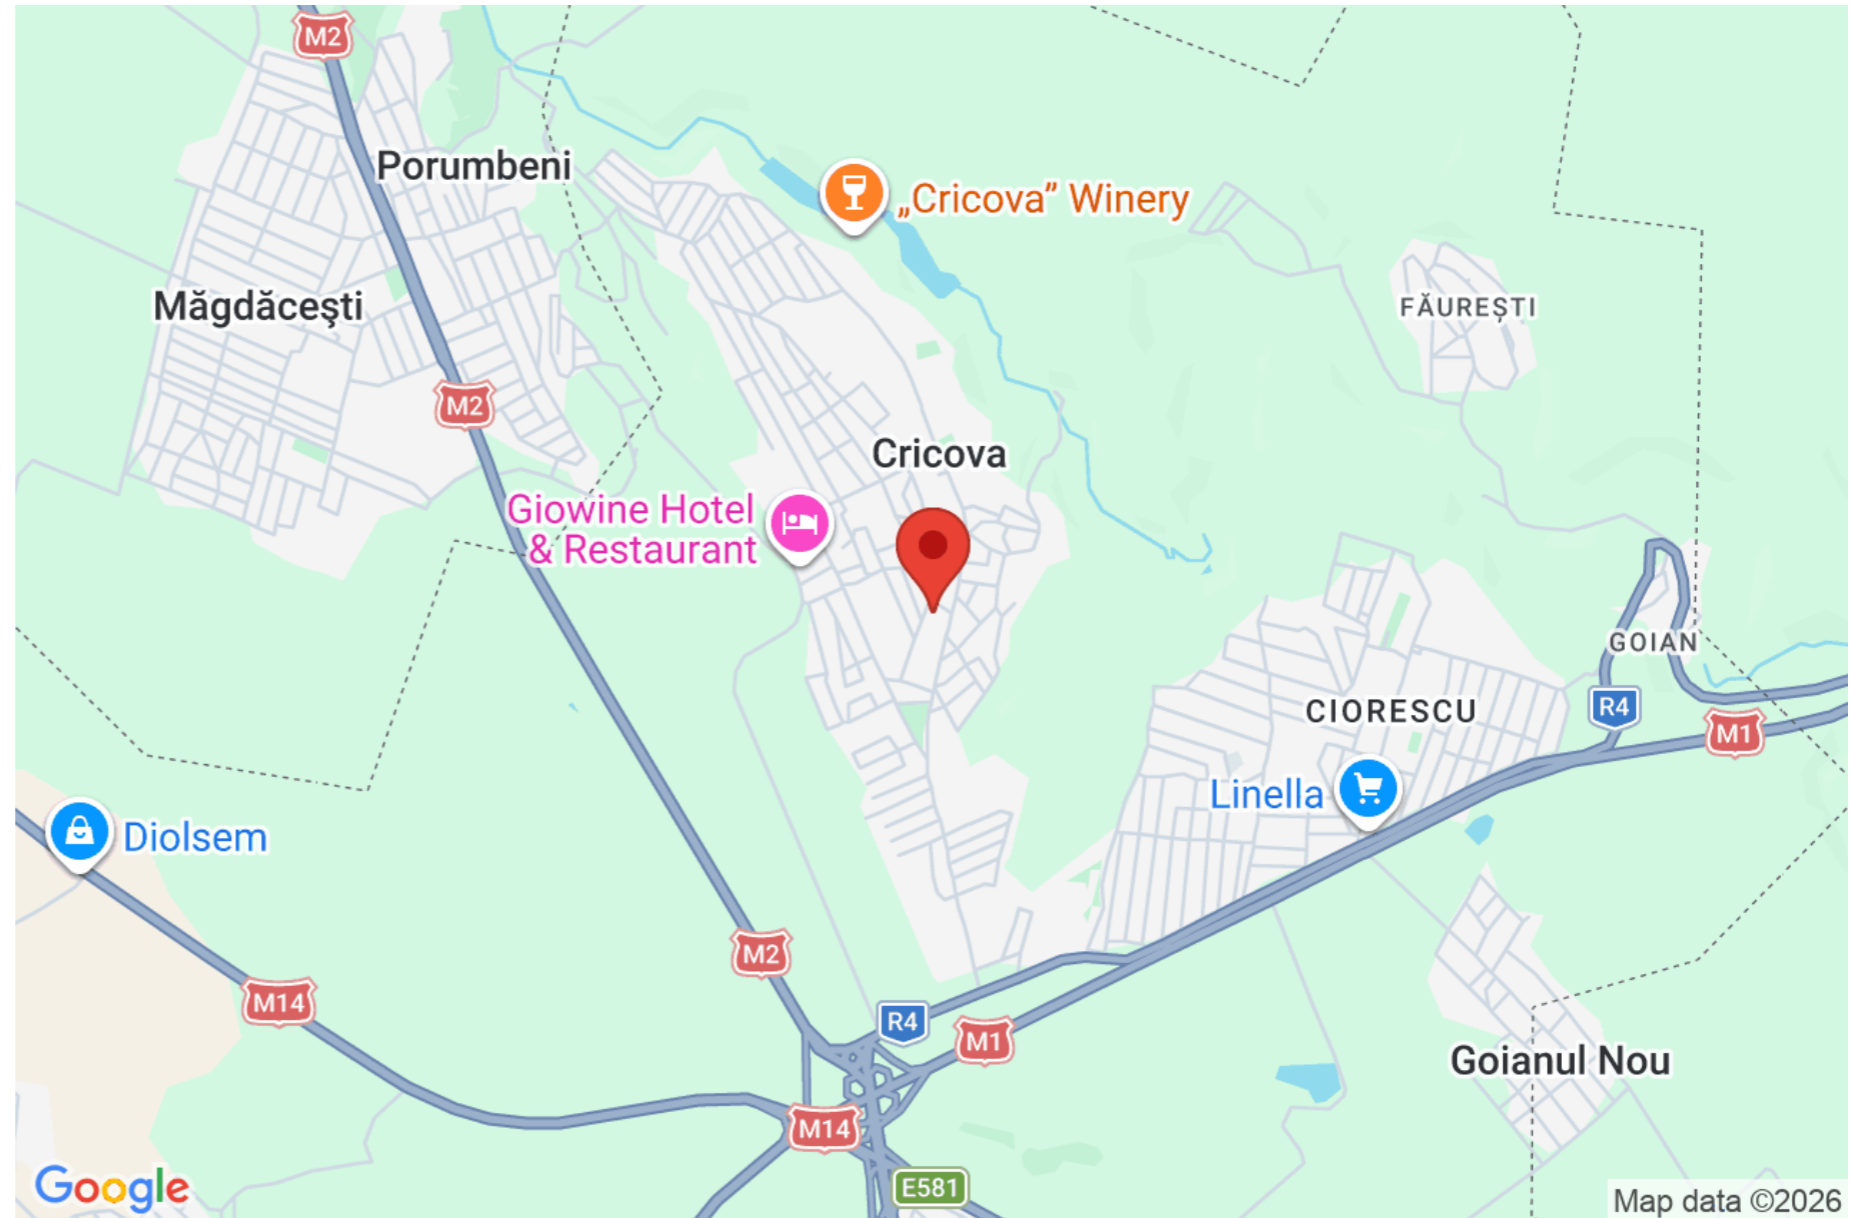 M2
Porumbeni
„Cricova” Winery
Măgdăceşti
FĂUREȘTI
M2
Cricova
Giowine Hotel
& Restaurant
GOIAN
CIORESCU
R4
M1
Linella
Diolsem
M2
M14
R4
M1
Goianul Nou
M14
E581
Google
Map data ©2026